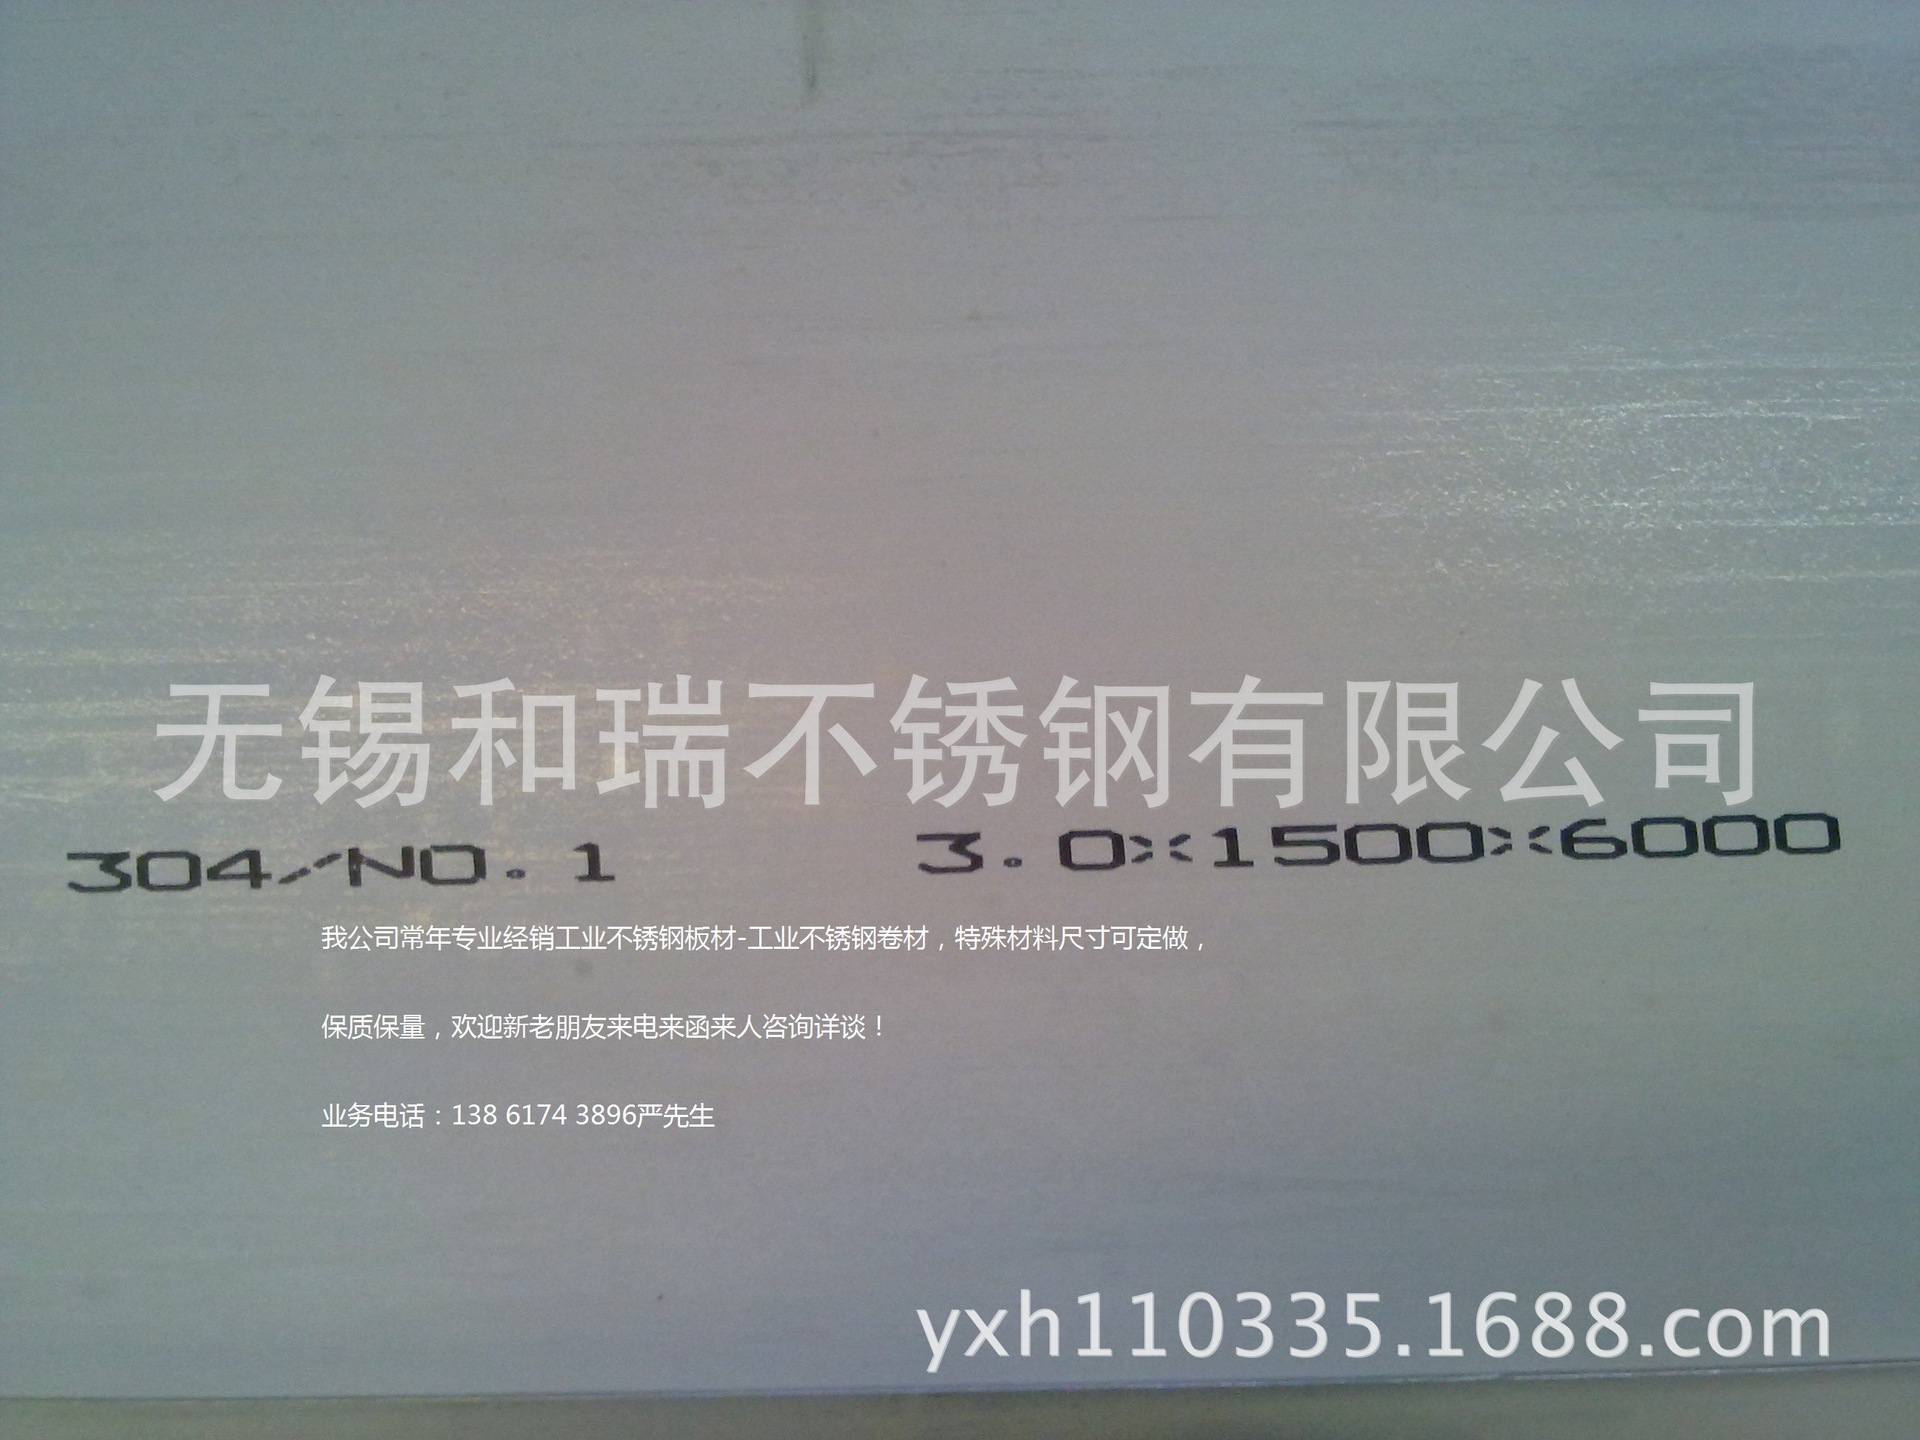 无锡和瑞不锈钢有限公司
304/NO.1 3.0×1500×6000
我公司常年专业经销工业不锈钢板材-工业不锈钢卷材，特殊材料尺寸可定做，
保质保量，欢迎新老朋友来电来函来人咨询详谈！
业务电话：138 6174 3896严先生
yxh110335.1688.com